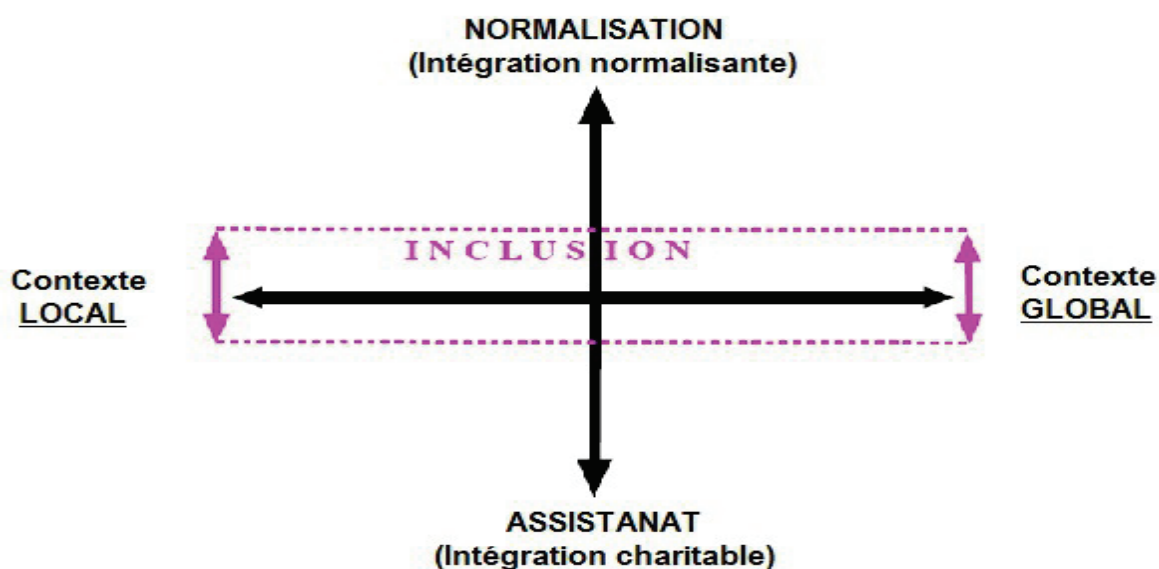 NORMALISATION
(Intégration normalisante)
INCLUSION
Contexte
LOCAL
Contexte
GLOBAL
ASSISTANAT
(Intégration charitable)